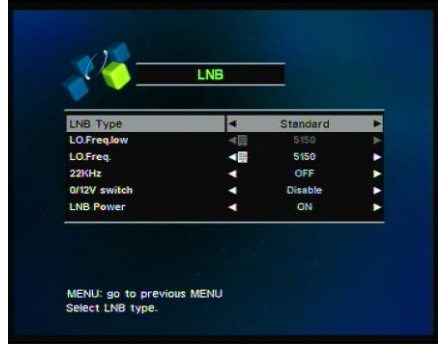 LNB
LNB Type Standard
LO.Freq.low 5150
LO.Freq. 5150
22KHz OFF
0/12V switch Disable
LNB Power ON
MENU: go to previous MENU
Select LNB type.